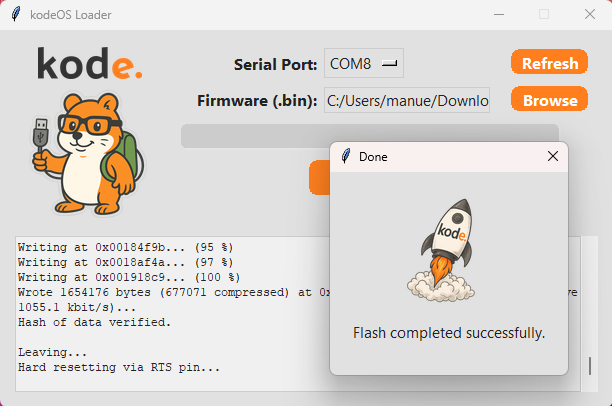 kodeOS Loader
kode.
Serial Port:
COM8
Refresh
Firmware (.bin):
C:/Users/manue/Downlo
Browse
Done
kode.
Flash completed successfully.
Writing at 0x00184f9b... (95 %)
Writing at 0x0018af4a... (97 %)
Writing at 0x001918c9... (100 %)
Wrote 1654176 bytes (677071 compressed) at 0x
ve
1055.1 kbit/s)...
Hash of data verified.
Leaving...
Hard resetting via RTS pin...